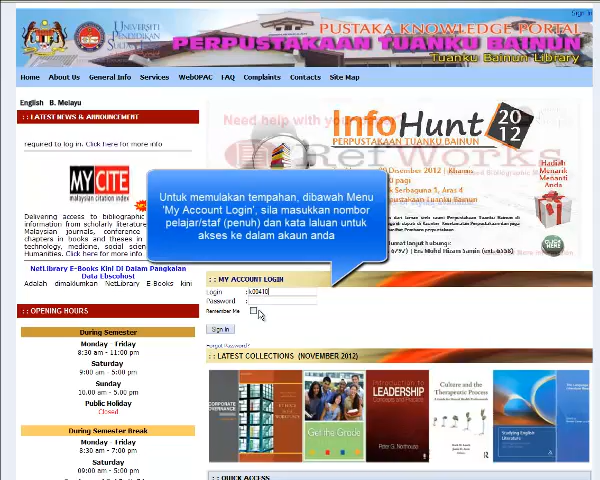 Sign In
UNIVERSITI
PENDIDIKAN
PUSTAKA KNOWLEDGE PORTAL
PERPUSTAKAAN TUANKU BAINUN
Tuanku Bainun Library
Home About Us General Info Services WebOPAC FAQ Complaints Contacts Site Map
English B. Melayu
: : LATEST NEWS & ANNOUNCEMENT
required to log in. Click here for more info
MYCITE
malaysian citation index
Delivering access to bibliographic
information from scholarly literature
Malaysian journals, conference
chapters in books and theses in
technology, medicine, social scienc
Humanities. Click here for more info
NetLibrary E-Books Kini Di Dalam Pangkalan
Data Ebscohost
Adalah dimaklumkan NetLibrary E-Books kini
: : OPENING HOURS
During Semester
Monday - Friday
8:30 am - 11:00 pm
Saturday
9:00 am - 5:00 pm
Sunday
10.00 am - 5.00 pm
Public Holiday
Closed
During Semester Break
Monday - Friday
8:30 am - 7:00 pm
Saturday
09:00 am - 5:00 pm
Need help with you
InfoHunt 2012
PERPUSTAKAAN TUANKU BAINUN
RefWorks
Hadiah
Menarik
Menanti
Anda
Untuk memulakan tempahan, dibawah Menu
'My Account Login', sila masukkan nombor
pelajar/staf (penuh) dan kata laluan untuk
akses ke dalam akaun anda
: : MY ACCOUNT LOGIN
Login : k00410
Password :
Remember Me
Sign In
Forgot Password?
: : LATEST COLLECTIONS (NOVEMBER 2012)
CORPORATE
GOVERNANCE
Get the Grade
Introduction to
LEADERSHIP
Concepts and Practice
Peter G. Northouse
Culture and the
Therapeutic Process
Studying English
Literature
: : QUICK ACCESS